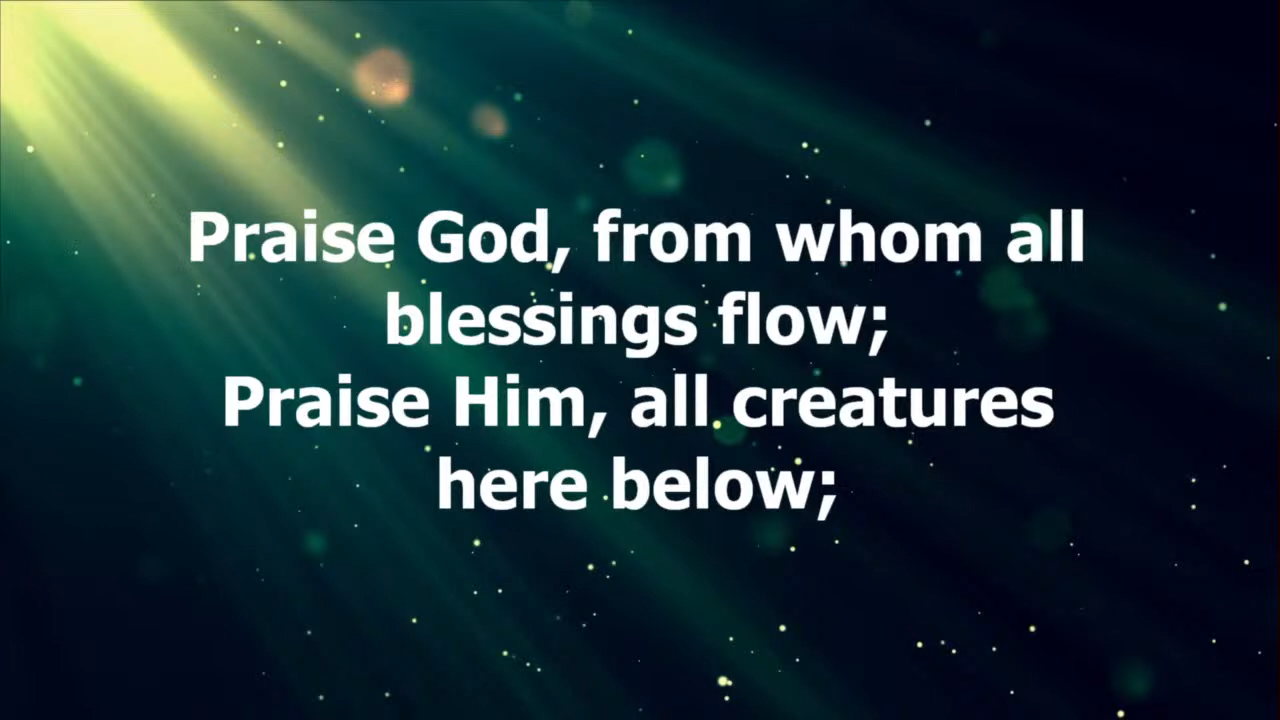 Praise God, from whom all
blessings flow;
Praise Him, all creatures
here below;